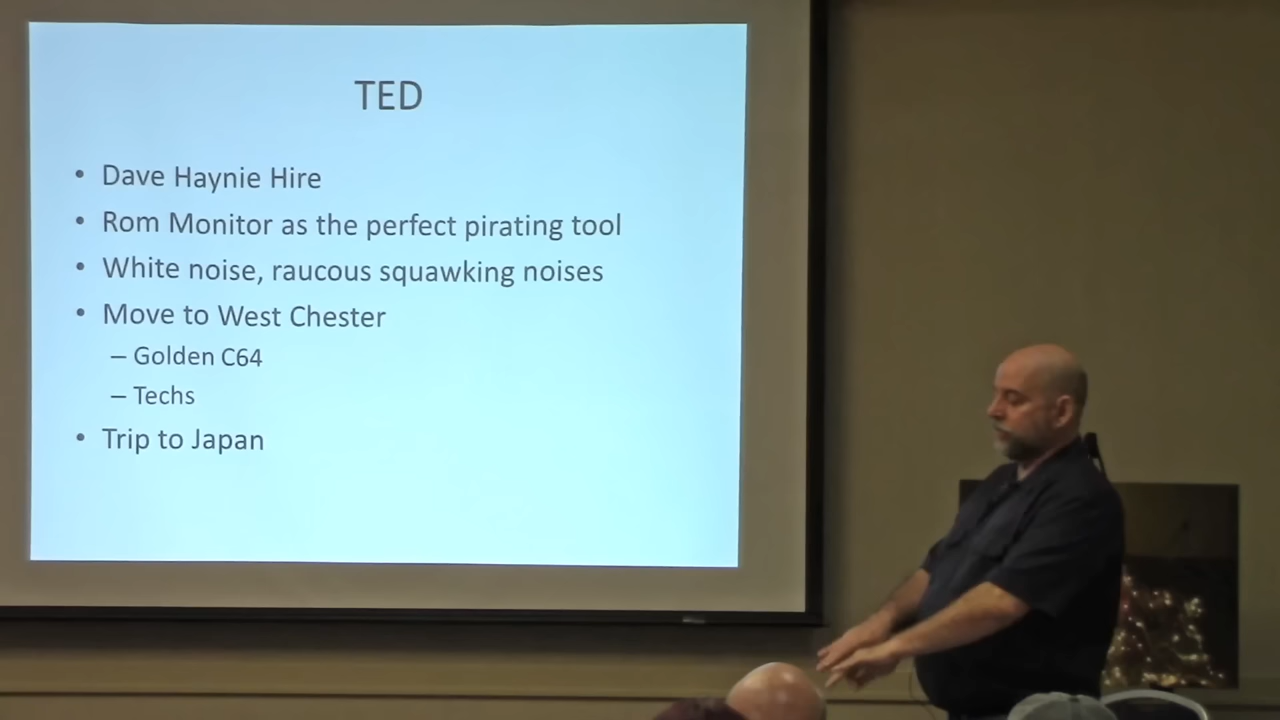 TED
• Dave Haynie Hire
• Rom Monitor as the perfect pirating tool
• White noise, raucous squawking noises
• Move to West Chester
– Golden C64
– Techs
• Trip to Japan